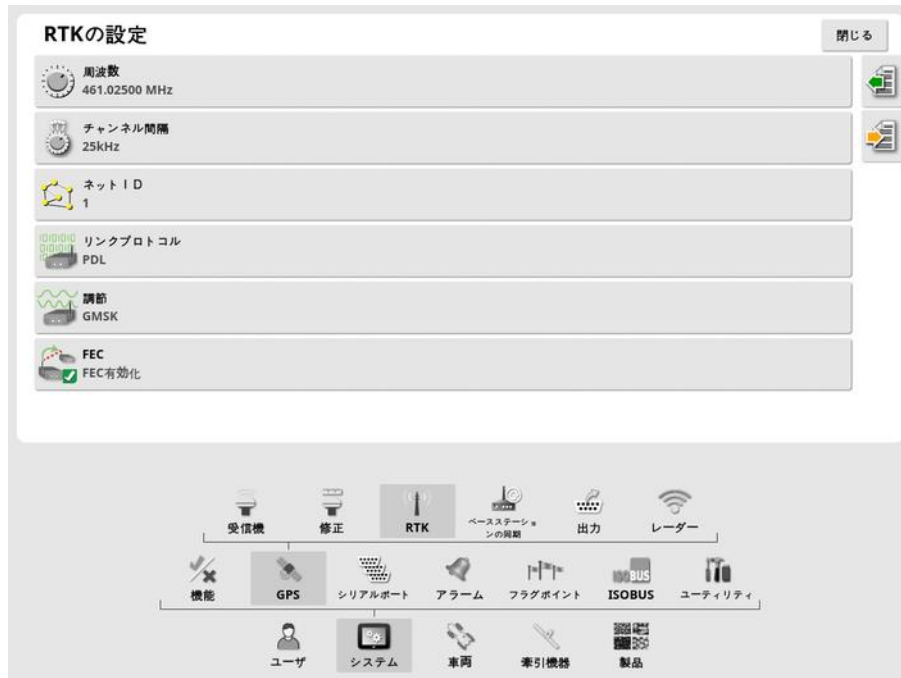 RTKの設定
閉じる
周波数
461.02500 MHz
チャンネル間隔
25kHz
ネットID
1
リンクプロトコル
PDL
調節
GMSK
FEC
FEC有効化
受信機
修正
RTK
ベースステーショ
ンの同期
出力
レーダー
機能
GPS
シリアルポート
アラーム
フラグポイント
ISOBUS
ユーティリティ
ユーザ
システム
車両
牽引機器
製品